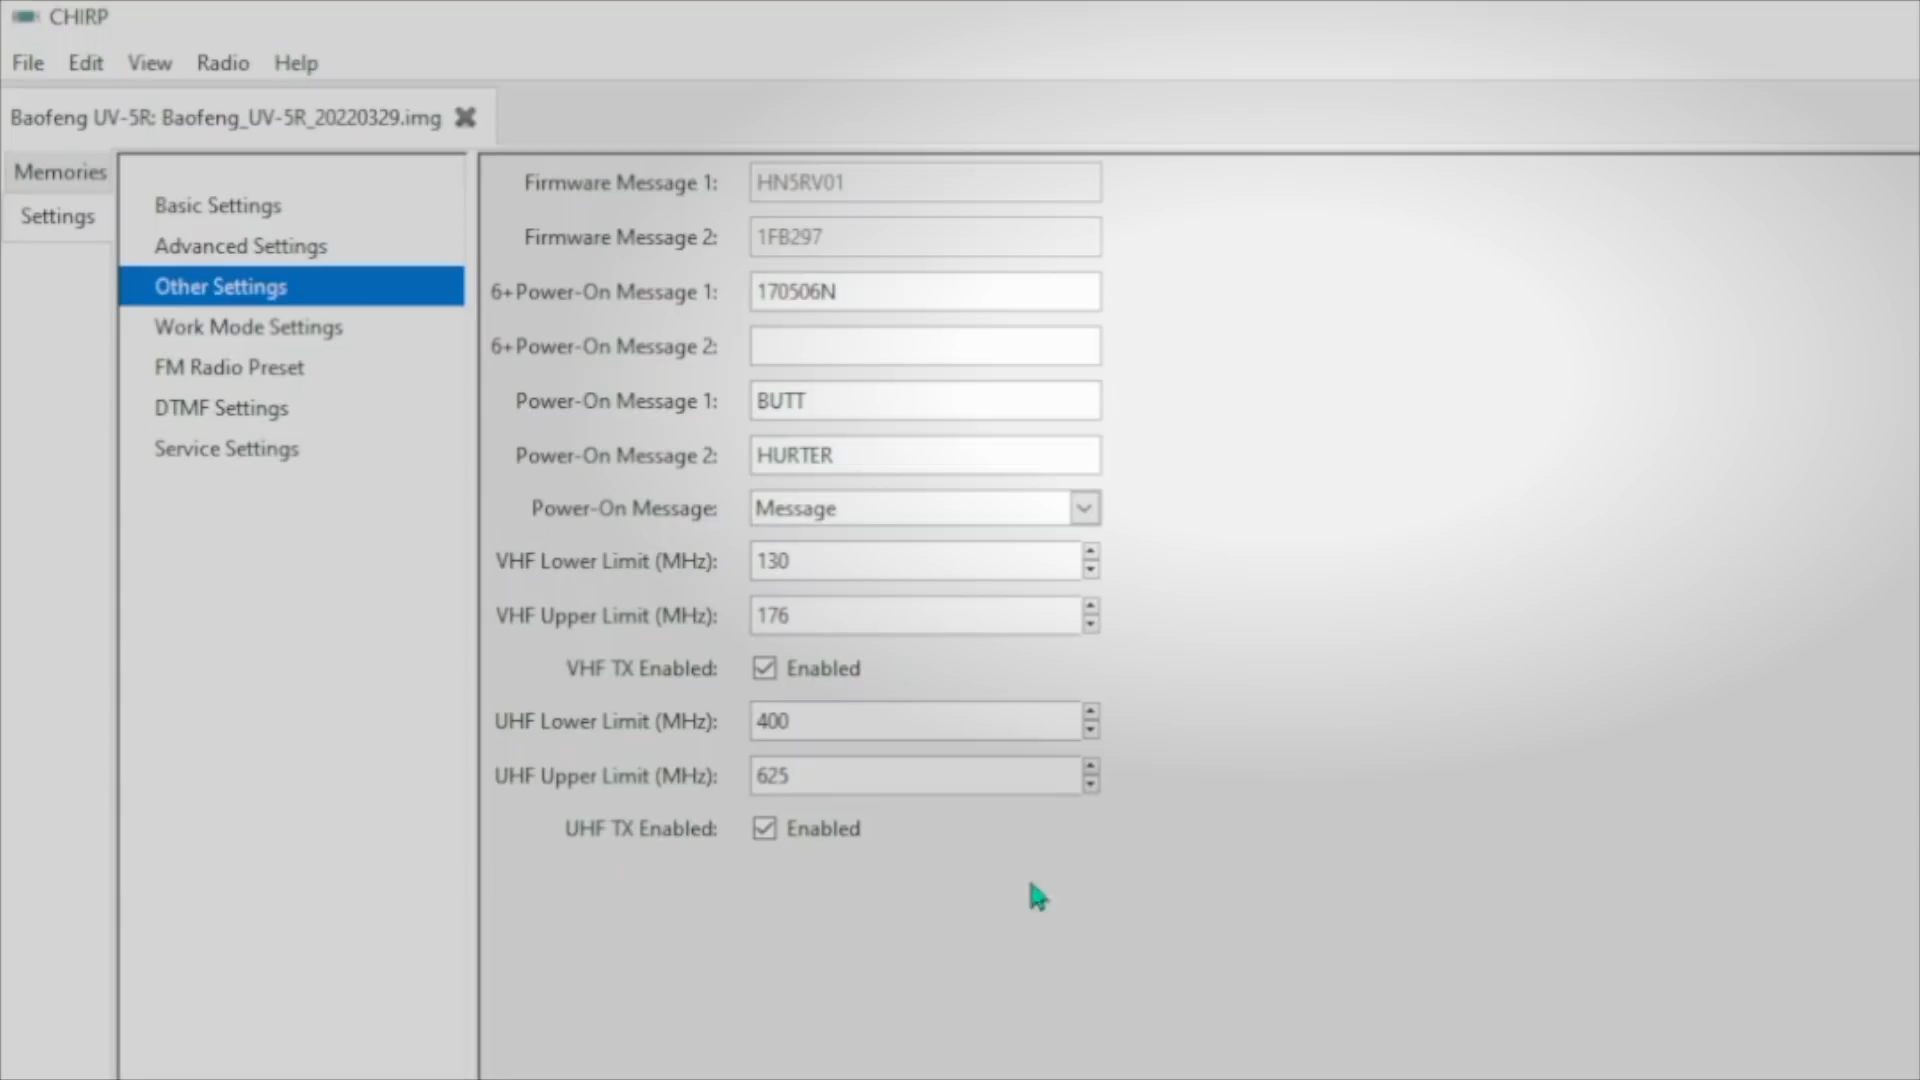 CHIRP
File Edit View Radio Help
Baofeng UV-5R: Baofeng_UV-5R_20220329.img
Memories
Settings
Basic Settings
Advanced Settings
Other Settings
Work Mode Settings
FM Radio Preset
DTMF Settings
Service Settings
Firmware Message 1: HN5RV01
Firmware Message 2: 1FB297
6+Power-On Message 1: 170506N
6+Power-On Message 2:
Power-On Message 1: BUTT
Power-On Message 2: HURTER
Power-On Message: Message
VHF Lower Limit (MHz): 130
VHF Upper Limit (MHz): 176
VHF TX Enabled: Enabled
UHF Lower Limit (MHz): 400
UHF Upper Limit (MHz): 625
UHF TX Enabled: Enabled